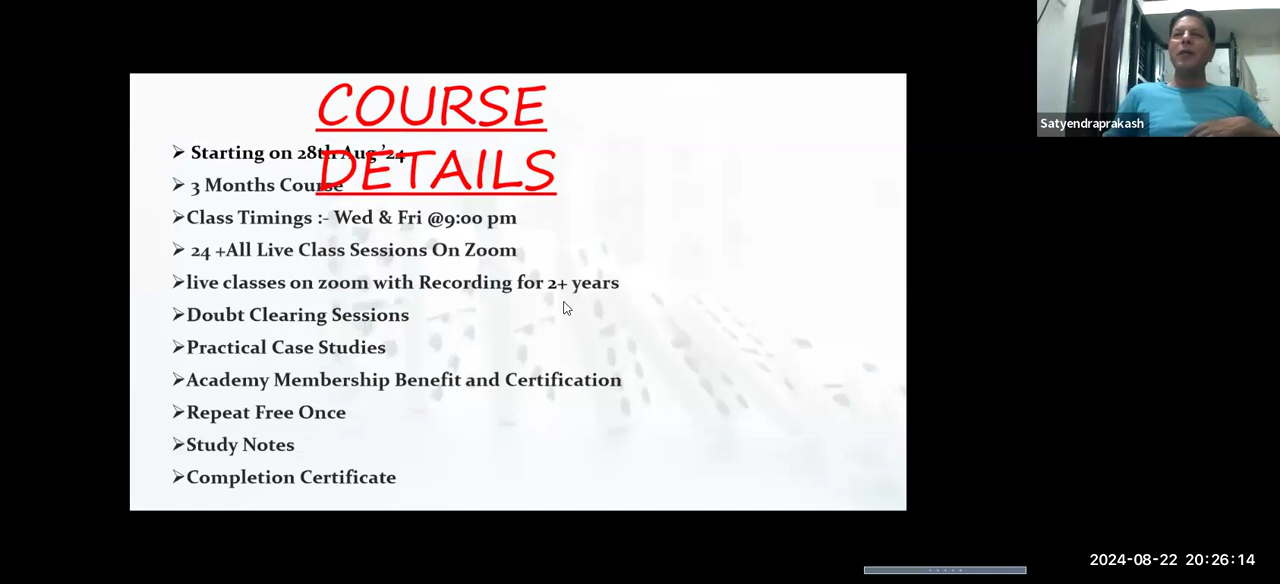 COURSE
DETAILS
Starting on 28th Aug '24
3 Months Course
Class Timings :- Wed & Fri @9:00 pm
24 +All Live Class Sessions On Zoom
live classes on zoom with Recording for 2+ years
Doubt Clearing Sessions
Practical Case Studies
Academy Membership Benefit and Certification
Repeat Free Once
Study Notes
Completion Certificate
Satyendraprakash
2024-08-22 20:26:14